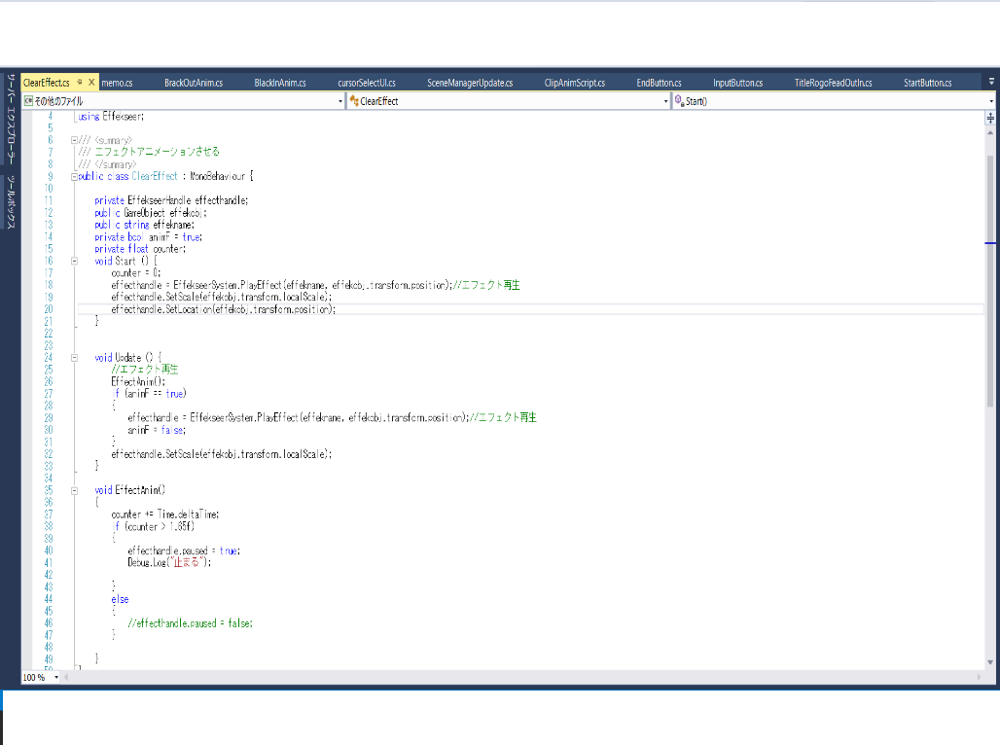 サーバー エクスプローラー
ツールボックス
ClearEffect.cs memo.cs BrackOutAnim.cs BlackInAnim.cs cursorSelectUI.cs SceneManagerUpdate.cs ClipAnimScript.cs EndButton.cs InputButton.cs TitleRogoFeadOutIn.cs StartButton.cs
その他のファイル ClearEffect Start()
4 using Effekseer;
5
6 /// <summary>
7 /// エフェクトアニメーションさせる
8 /// </summary>
9 public class ClearEffect : MonoBehaviour {
10
11 private EffekseerHandle effecthandle;
12 public GameObject effekobj;
13 public string effekname;
14 private bool animF = true;
15 private float counter;
16 void Start () {
17 counter = 0;
18 effecthandle = EffekseerSystem.PlayEffect(effekname, effekobj.transform.position);//エフェクト再生
19 effecthandle.SetScale(effekobj.transform.localScale);
20 effecthandle.SetLocation(effekobj.transform.position);
21 }
22
23
24 void Update () {
25 //エフェクト再生
26 EffectAnim();
27 if (animF == true)
28 {
29 effecthandle = EffekseerSystem.PlayEffect(effekname, effekobj.transform.position);//エフェクト再生
30 animF = false;
31 }
32 effecthandle.SetScale(effekobj.transform.localScale);
33 }
34
35 void EffectAnim()
36 {
37 counter += Time.deltaTime;
38 if (counter > 1.65f)
39 {
40 effecthandle.paused = true;
41 Debug.Log("止まる");
42
43 }
44 else
45 {
46 //effecthandle.paused = false;
47 }
48
49 }
50 }
100 %